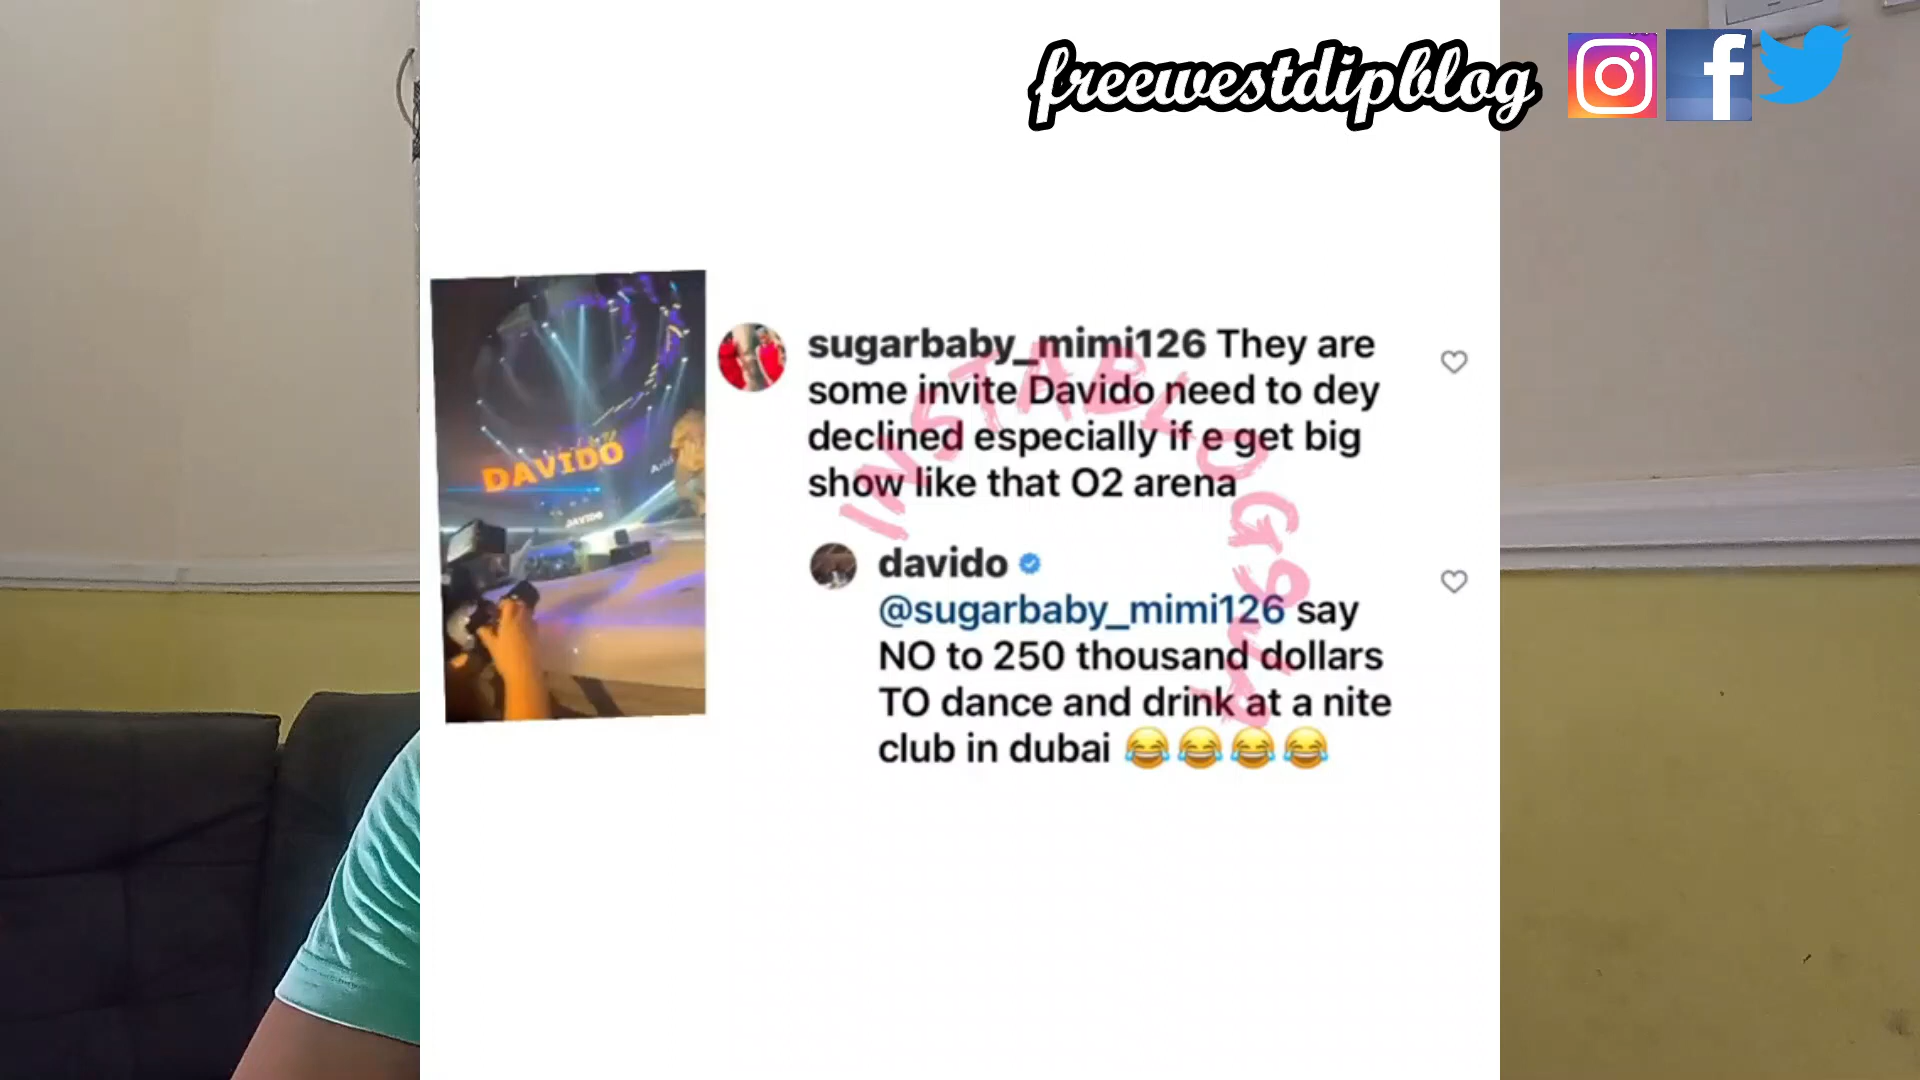 freewestdipblog
DAVIDO
DAVIDO
sugarbaby_mimi126 They are
some invite Davido need to dey
declined especially if e get big
show like that O2 arena
davido
@sugarbaby_mimi126 say
NO to 250 thousand dollars
TO dance and drink at a nite
club in dubai 😂😂😂😂
INSTABLOG9JA